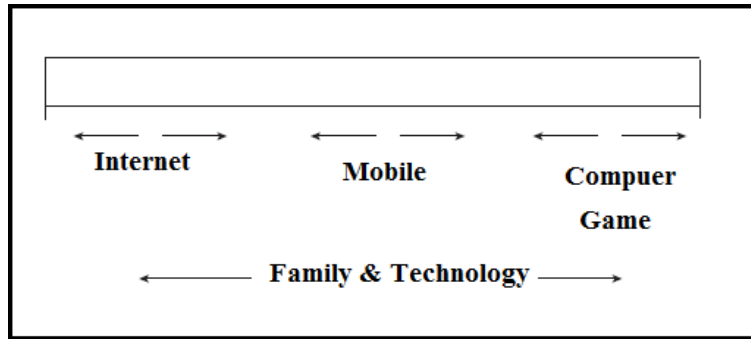 Internet
Mobile
Compuer
Game
Family & Technology